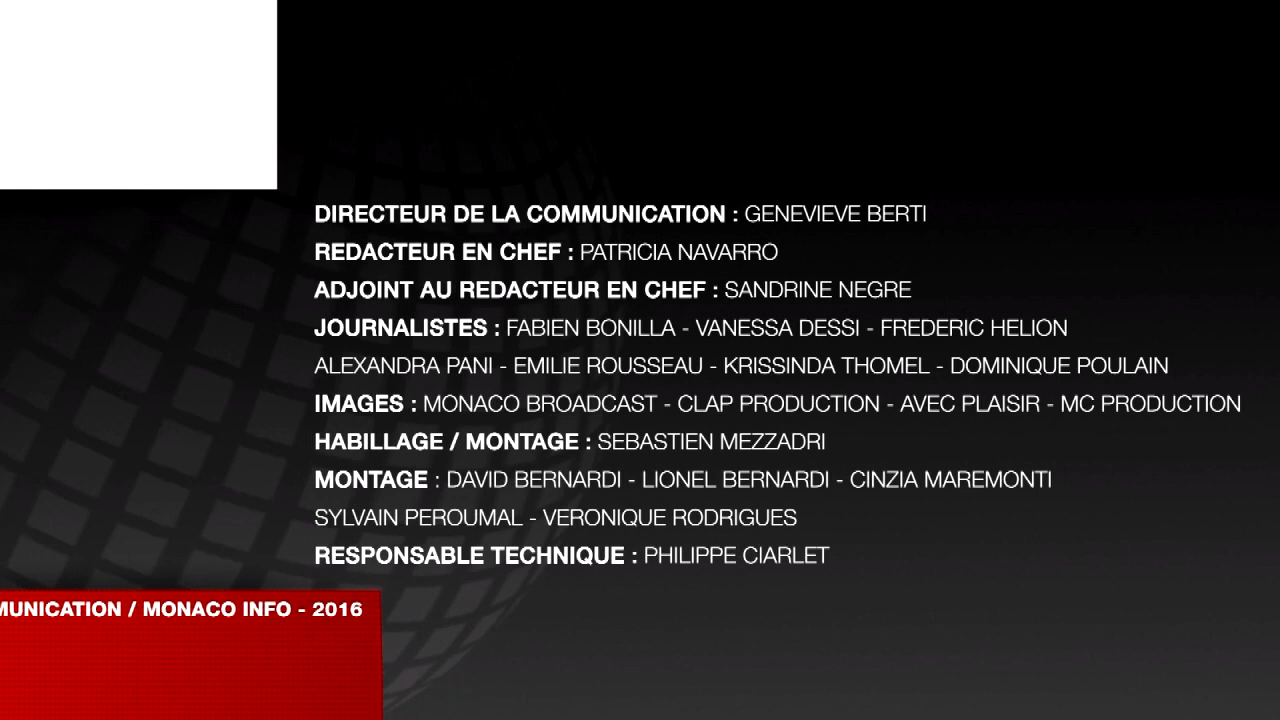 DIRECTEUR DE LA COMMUNICATION : GENEVIEVE BERTI
REDACTEUR EN CHEF : PATRICIA NAVARRO
ADJOINT AU REDACTEUR EN CHEF : SANDRINE NEGRE
JOURNALISTES : FABIEN BONILLA - VANESSA DESSI - FREDERIC HELION
ALEXANDRA PANI - EMILIE ROUSSEAU - KRISSINDA THOMEL - DOMINIQUE POULAIN
IMAGES : MONACO BROADCAST - CLAP PRODUCTION - AVEC PLAISIR - MC PRODUCTION
HABILLAGE / MONTAGE : SEBASTIEN MEZZADRI
MONTAGE : DAVID BERNARDI - LIONEL BERNARDI - CINZIA MAREMONTI
SYLVAIN PEROUMAL - VERONIQUE RODRIGUES
RESPONSABLE TECHNIQUE : PHILIPPE CIARLET
MUNICATION / MONACO INFO - 2016